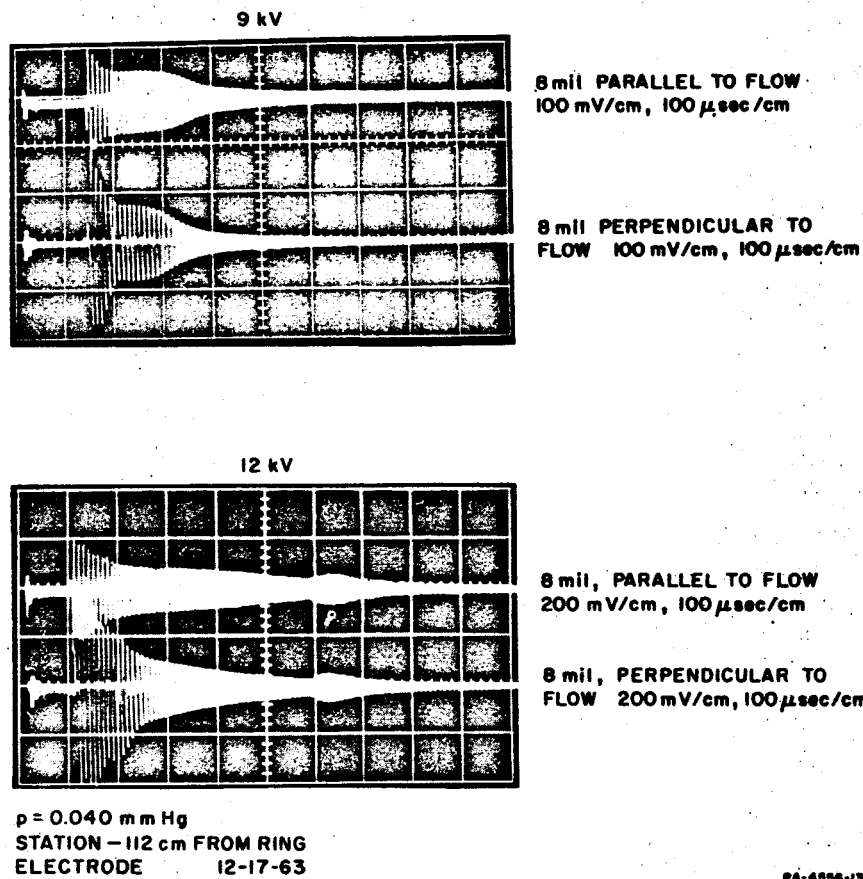 9 kV
8 mil PARALLEL TO FLOW
100 mV/cm, 100 μsec/cm
8 mil PERPENDICULAR TO
FLOW 100 mV/cm, 100 μsec/cm
12 kV
8 mil, PARALLEL TO FLOW
200 mV/cm, 100 μsec/cm
8 mil, PERPENDICULAR TO
FLOW 200 mV/cm, 100 μsec/cm
p = 0.040 mm Hg
STATION – 112 cm FROM RING
ELECTRODE 12-17-63